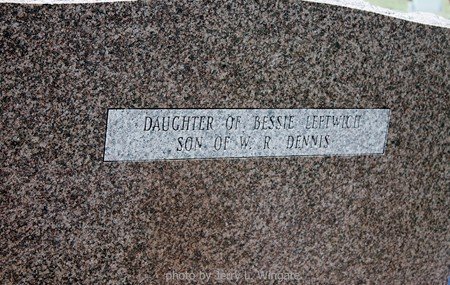 DAUGHTER OF BESSIE LEFTWICH
SON OF W. R. DENNIS
photo by Jerry L. Wingate